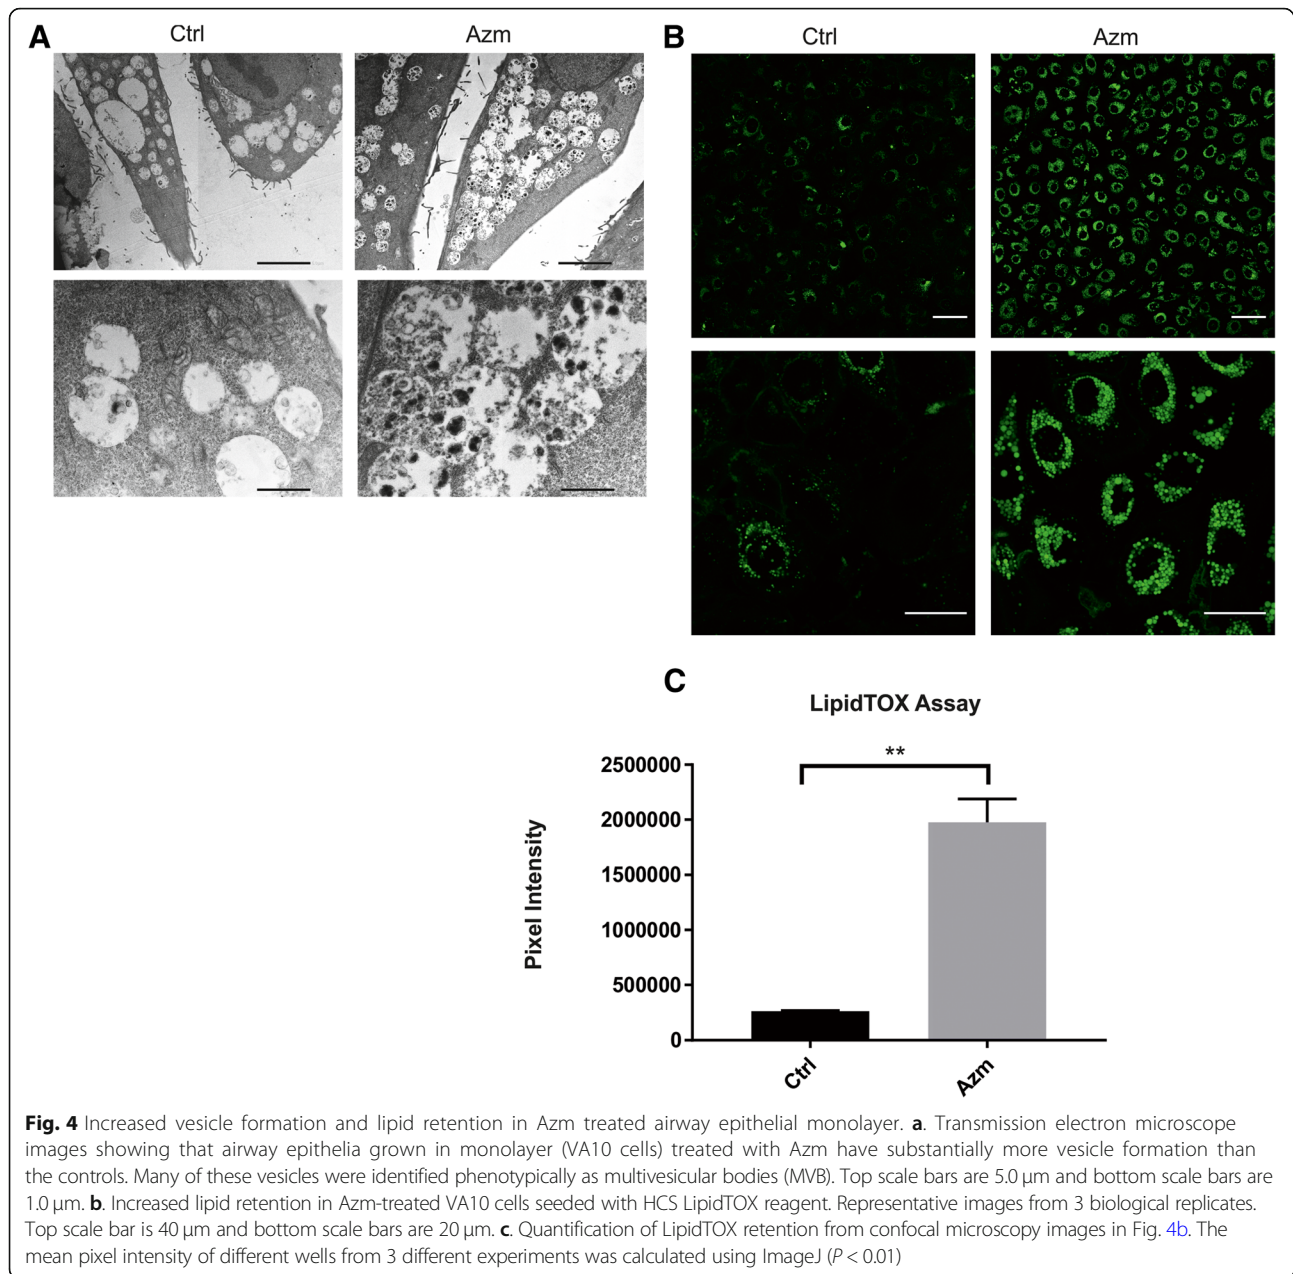 A
Ctrl
Azm
B
Ctrl
Azm
C
LipidTOX Assay
**
Pixel Intensity
2500000
2000000
1500000
1000000
500000
0
Ctrl
Azm
Fig. 4 Increased vesicle formation and lipid retention in Azm treated airway epithelial monolayer. a. Transmission electron microscope
images showing that airway epithelia grown in monolayer (VA10 cells) treated with Azm have substantially more vesicle formation than
the controls. Many of these vesicles were identified phenotypically as multivesicular bodies (MVB). Top scale bars are 5.0 μm and bottom scale bars are
1.0 μm. b. Increased lipid retention in Azm-treated VA10 cells seeded with HCS LipidTOX reagent. Representative images from 3 biological replicates.
Top scale bar is 40 μm and bottom scale bars are 20 μm. c. Quantification of LipidTOX retention from confocal microscopy images in Fig. 4b. The
mean pixel intensity of different wells from 3 different experiments was calculated using ImageJ (P < 0.01)